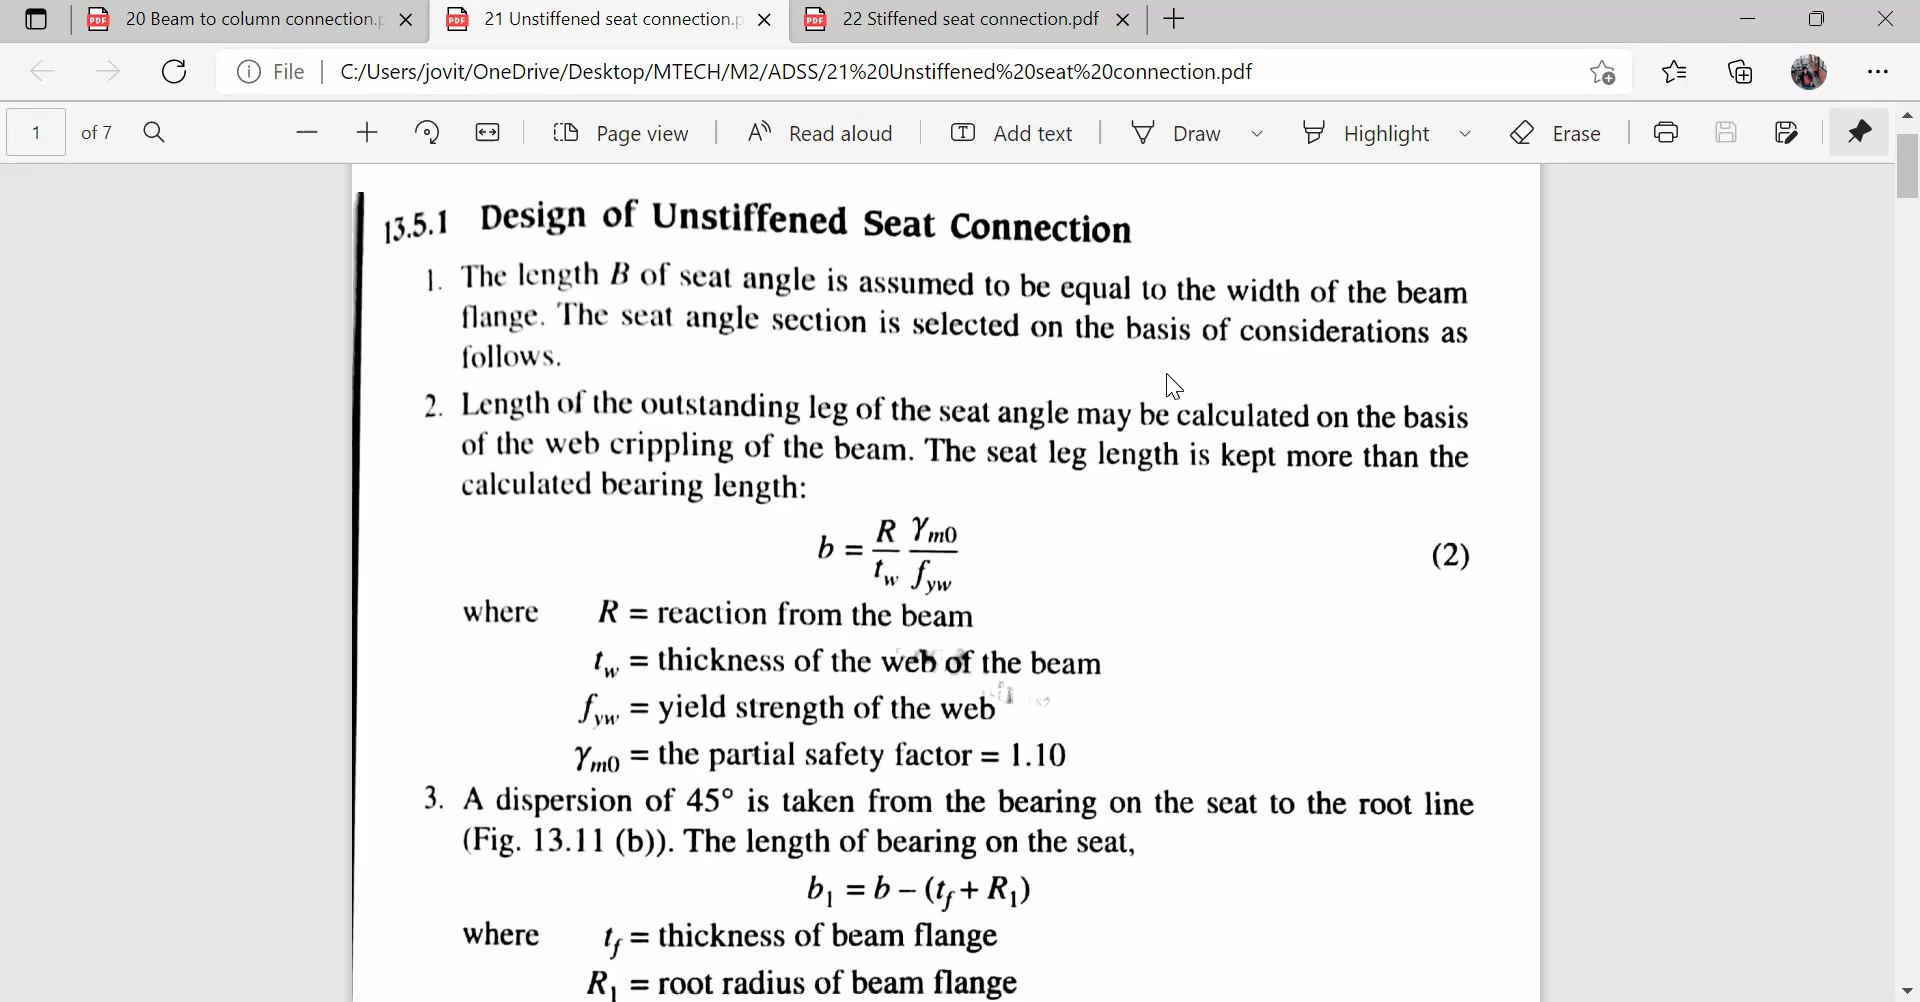 20 Beam to column connection.p
21 Unstiffened seat connection.p
22 Stiffened seat connection.pdf
File
C:/Users/jovit/OneDrive/Desktop/MTECH/M2/ADSS/21%20Unstiffened%20seat%20connection.pdf
1 of 7
Page view
Read aloud
Add text
Draw
Highlight
Erase
13.5.1 Design of Unstiffened Seat Connection
1. The length B of seat angle is assumed to be equal to the width of the beam
flange. The seat angle section is selected on the basis of considerations as
follows.
2. Length of the outstanding leg of the seat angle may be calculated on the basis
of the web crippling of the beam. The seat leg length is kept more than the
calculated bearing length:
b = R/t_w γ_m0/f_yw (2)
where R = reaction from the beam
t_w = thickness of the web of the beam
f_yw = yield strength of the web
γ_m0 = the partial safety factor = 1.10
3. A dispersion of 45° is taken from the bearing on the seat to the root line
(Fig. 13.11 (b)). The length of bearing on the seat,
b₁ = b – (t_f + R₁)
where t_f = thickness of beam flange
R₁ = root radius of beam flange